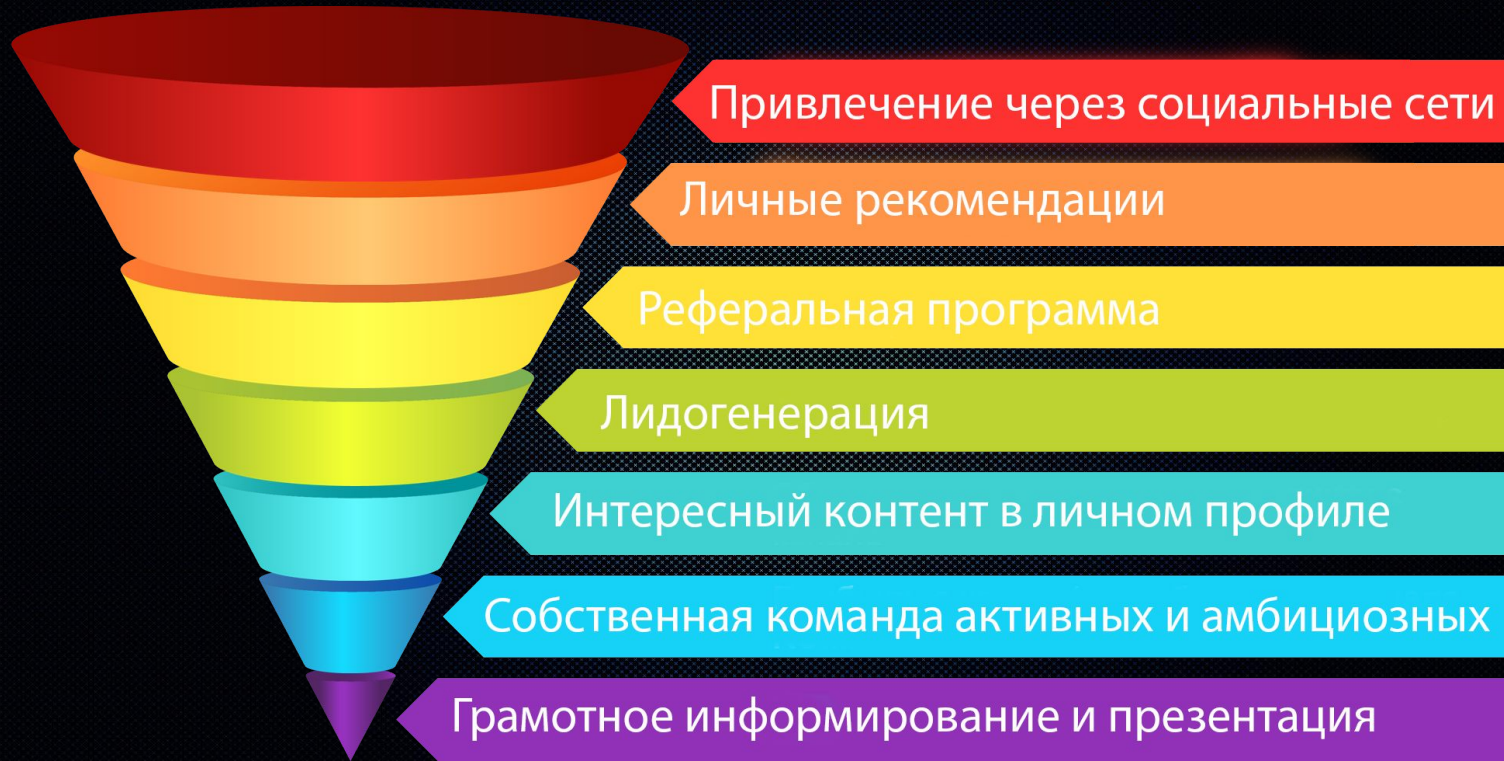 Привлечение через социальные сети
Личные рекомендации
Реферальная программа
Лидогенерация
Интересный контент в личном профиле
Собственная команда активных и амбициозных
Грамотное информирование и презентация